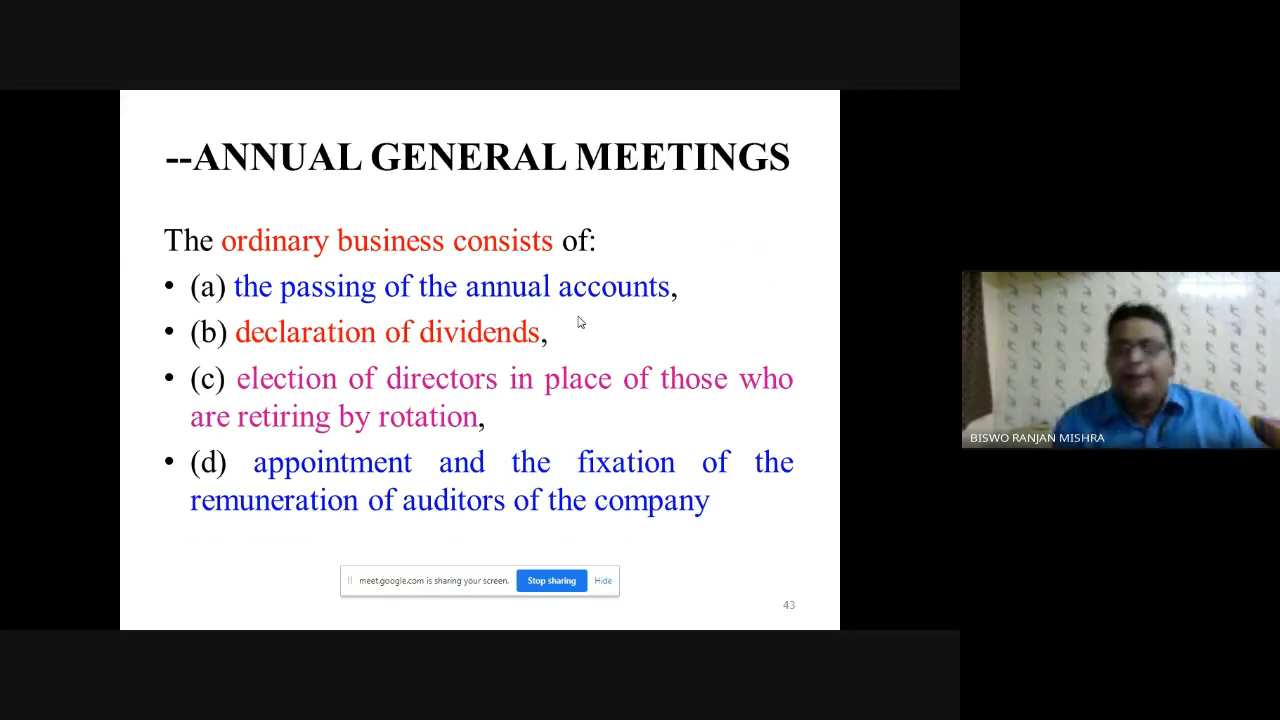 --ANNUAL GENERAL MEETINGS
The ordinary business consists of:
• (a) the passing of the annual accounts,
• (b) declaration of dividends,
• (c) election of directors in place of those who
are retiring by rotation,
• (d) appointment and the fixation of the
remuneration of auditors of the company
meet.google.com is sharing your screen. Stop sharing Hide
43
BISWO RANJAN MISHRA